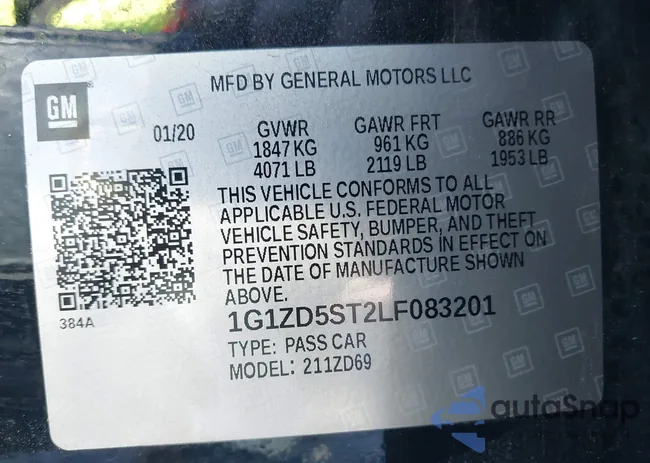 GM
MFD BY GENERAL MOTORS LLC
01/20
GVWR
1847 KG
4071 LB
GAWR FRT
961 KG
2119 LB
GAWR RR
886 KG
1953 LB
THIS VEHICLE CONFORMS TO ALL
APPLICABLE U.S. FEDERAL MOTOR
VEHICLE SAFETY, BUMPER, AND THEFT
PREVENTION STANDARDS IN EFFECT ON
THE DATE OF MANUFACTURE SHOWN
ABOVE.
384A
1G1ZD5ST2LF083201
TYPE: PASS CAR
MODEL: 211ZD69
autoSnap